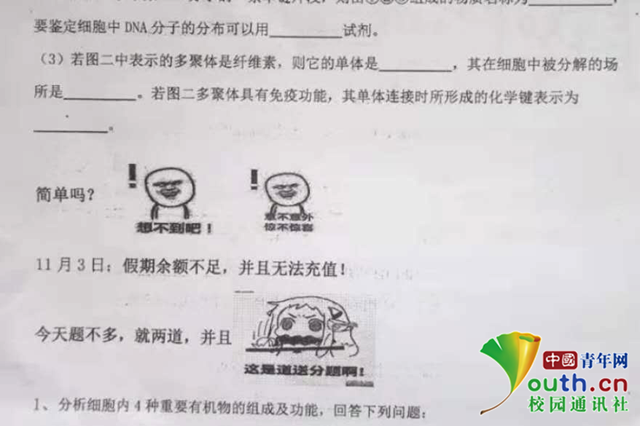 组成的物质名称为________,
要鉴定细胞中 DNA 分子的分布可以用________试剂。
(3)若图二中表示的多聚体是纤维素，则它的单体是________，其在细胞中被分解的场
所是________。若图二多聚体具有免疫功能，其单体连接时所形成的化学键表示为
________。
简单吗？
!!
想不到吧！
!
意不意外
惊不惊喜
11 月 3 日：假期余额不足，并且无法充值！
今天题不多，就两道，并且
这是道送分题啊！
1、分析细胞内 4 种重要有机物的组成及功能，回答下列问题：
中國青年网
youth.cn
校园通讯社